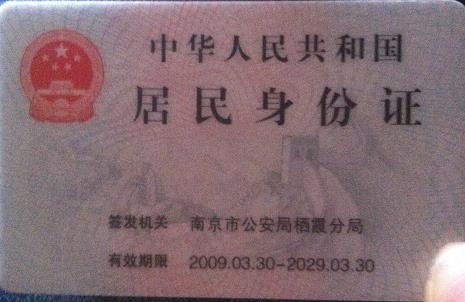 中华人民共和国
居民身份证
签发机关 南京市公安局栖霞分局
有效期限 2009.03.30-2029.03.30